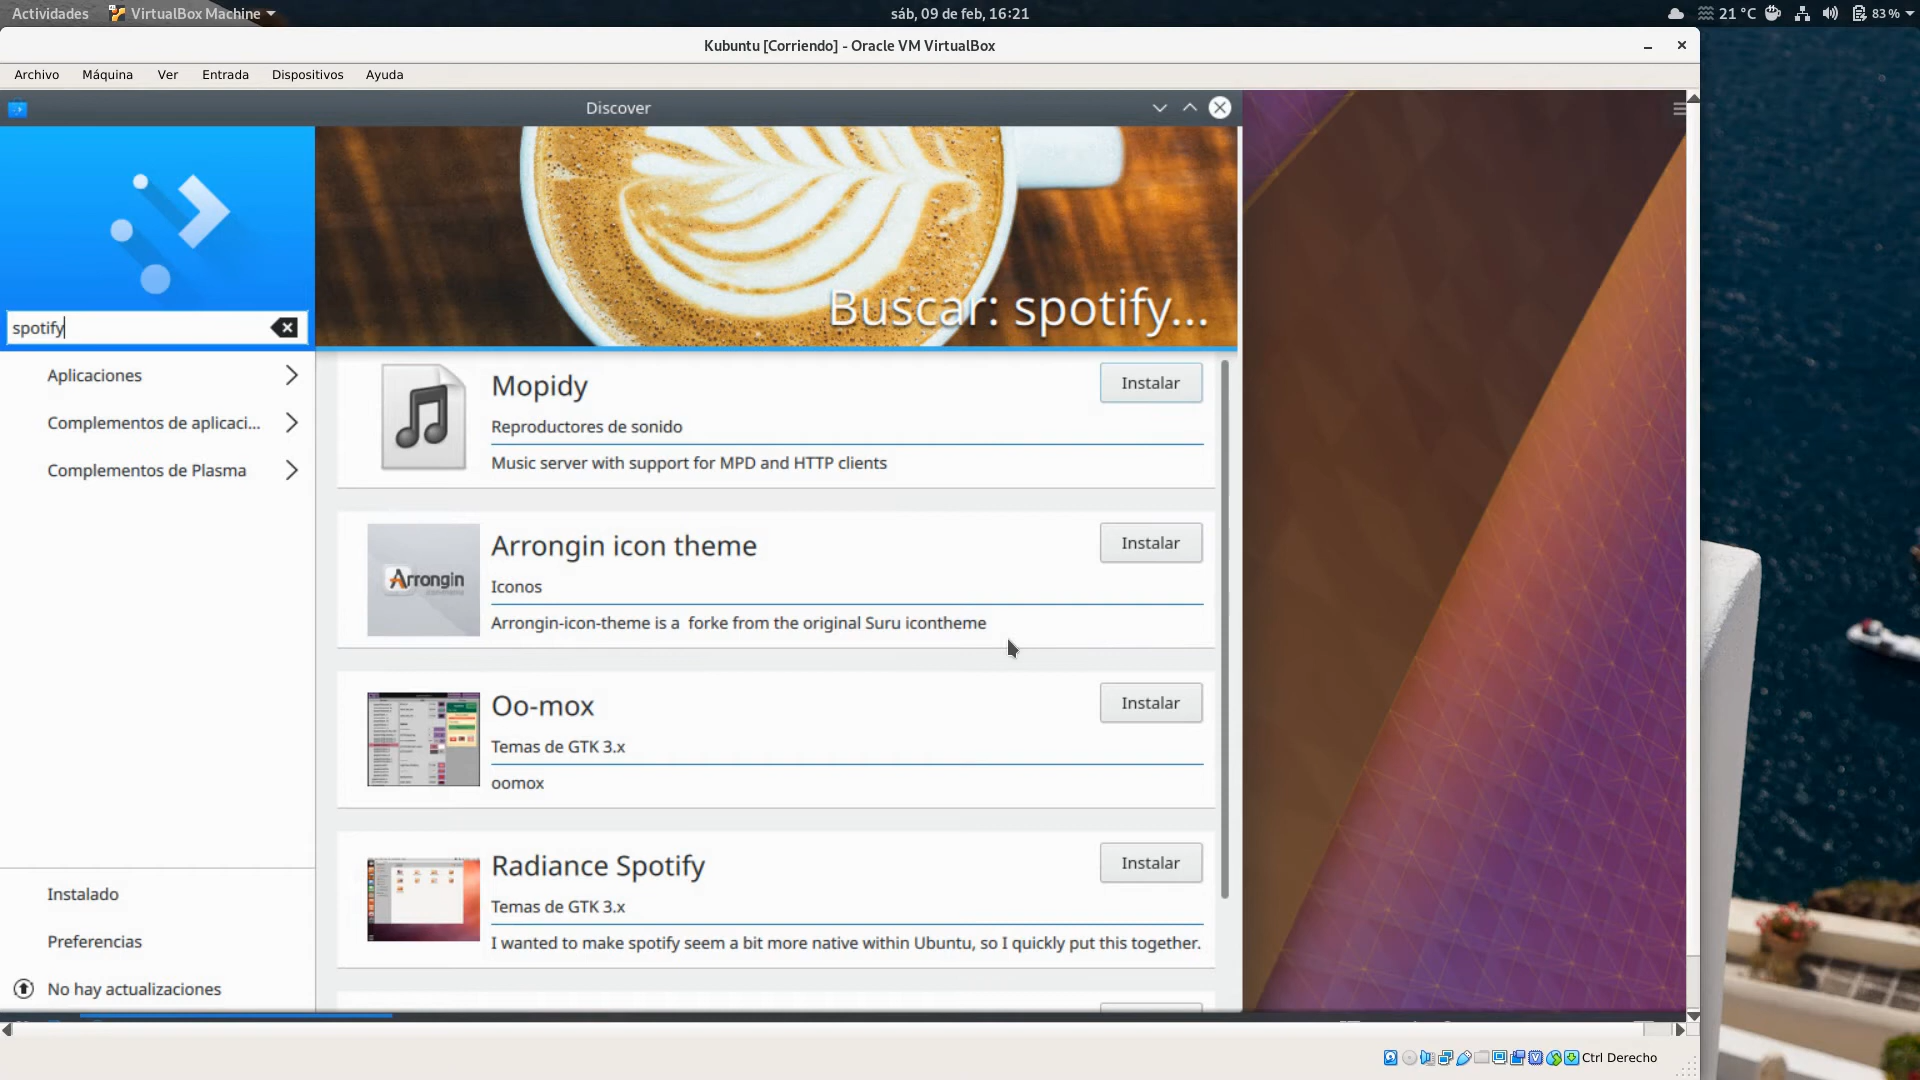 Actividades VirtualBox Machine sáb, 09 de feb, 16:21 21 °C 83 %
Kubuntu [Corriendo] - Oracle VM VirtualBox
Archivo Máquina Ver Entrada Dispositivos Ayuda
Discover
Buscar: spotify...
spotify
Aplicaciones
Complementos de aplicaci...
Complementos de Plasma
Mopidy
Instalar
Reproductores de sonido
Music server with support for MPD and HTTP clients
Arrongin
Arrongin icon theme
Instalar
Iconos
Arrongin-icon-theme is a  forke from the original Suru icontheme
Oo-mox
Instalar
Temas de GTK 3.x
oomox
Radiance Spotify
Instalar
Temas de GTK 3.x
I wanted to make spotify seem a bit more native within Ubuntu, so I quickly put this together.
Instalado
Preferencias
No hay actualizaciones
Ctrl Derecho